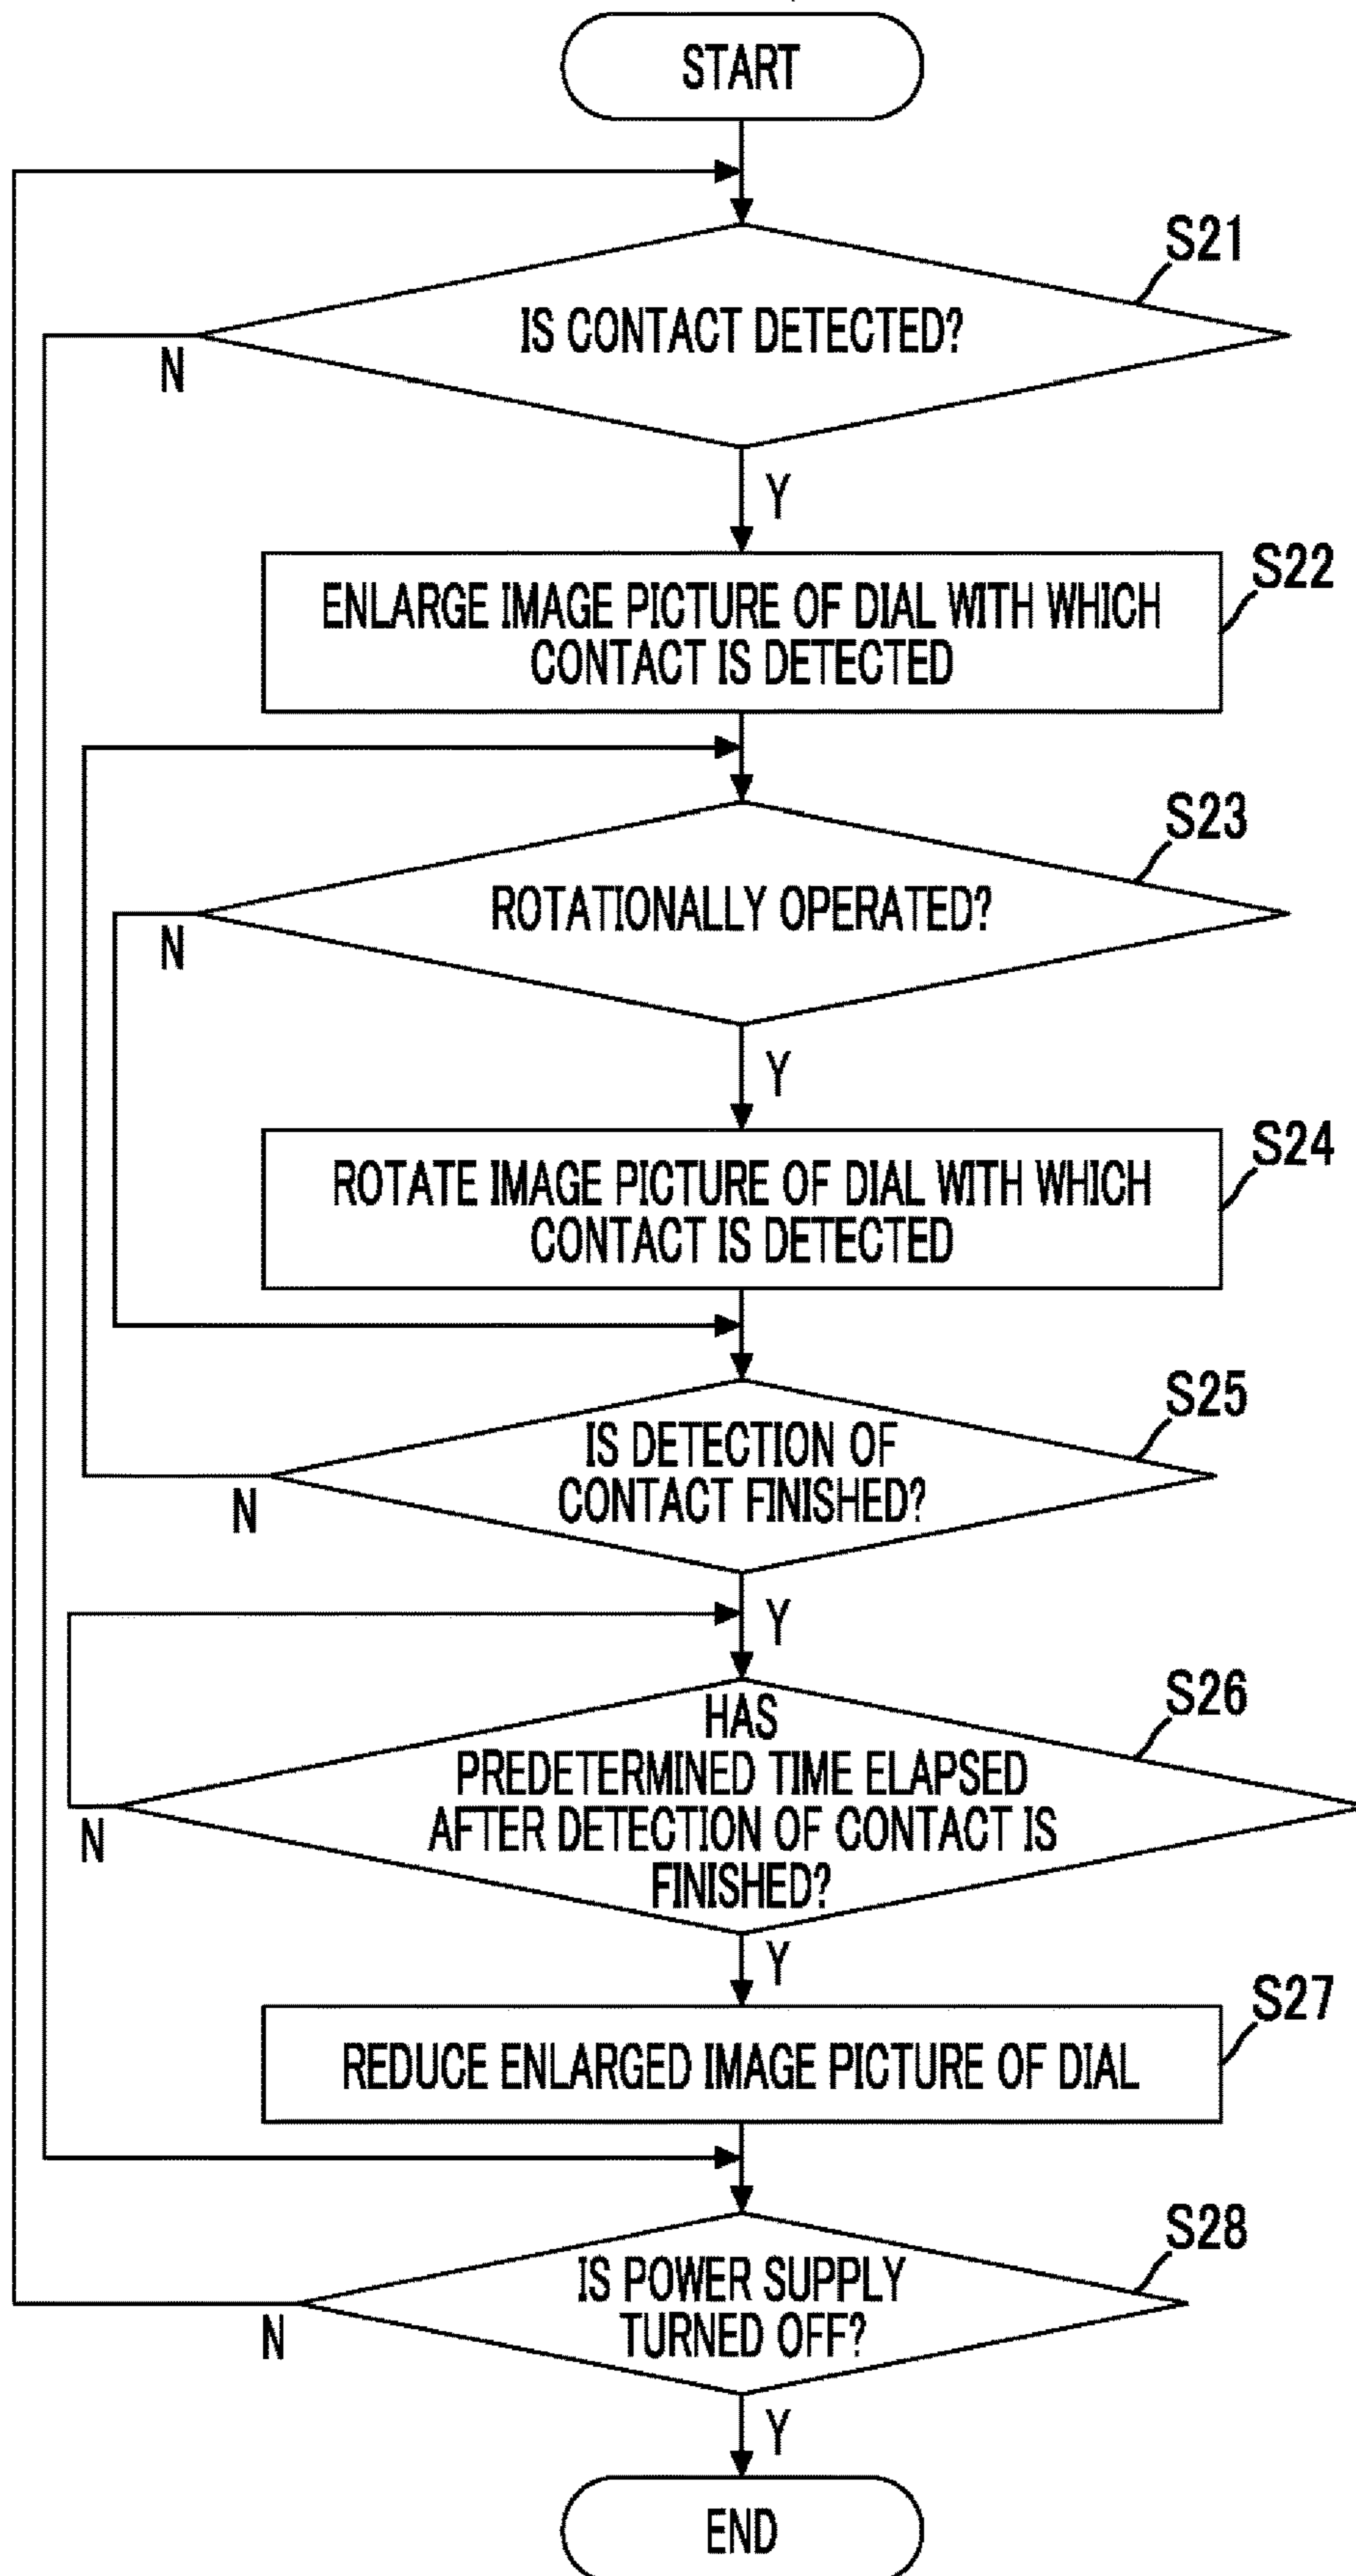 START
S21
IS CONTACT DETECTED?
N
Y
S22
ENLARGE IMAGE PICTURE OF DIAL WITH WHICH
CONTACT IS DETECTED
S23
ROTATIONALLY OPERATED?
N
Y
S24
ROTATE IMAGE PICTURE OF DIAL WITH WHICH
CONTACT IS DETECTED
S25
IS DETECTION OF
CONTACT FINISHED?
N
Y
S26
HAS
PREDETERMINED TIME ELAPSED
AFTER DETECTION OF CONTACT IS
FINISHED?
N
Y
S27
REDUCE ENLARGED IMAGE PICTURE OF DIAL
S28
IS POWER SUPPLY
TURNED OFF?
N
Y
END